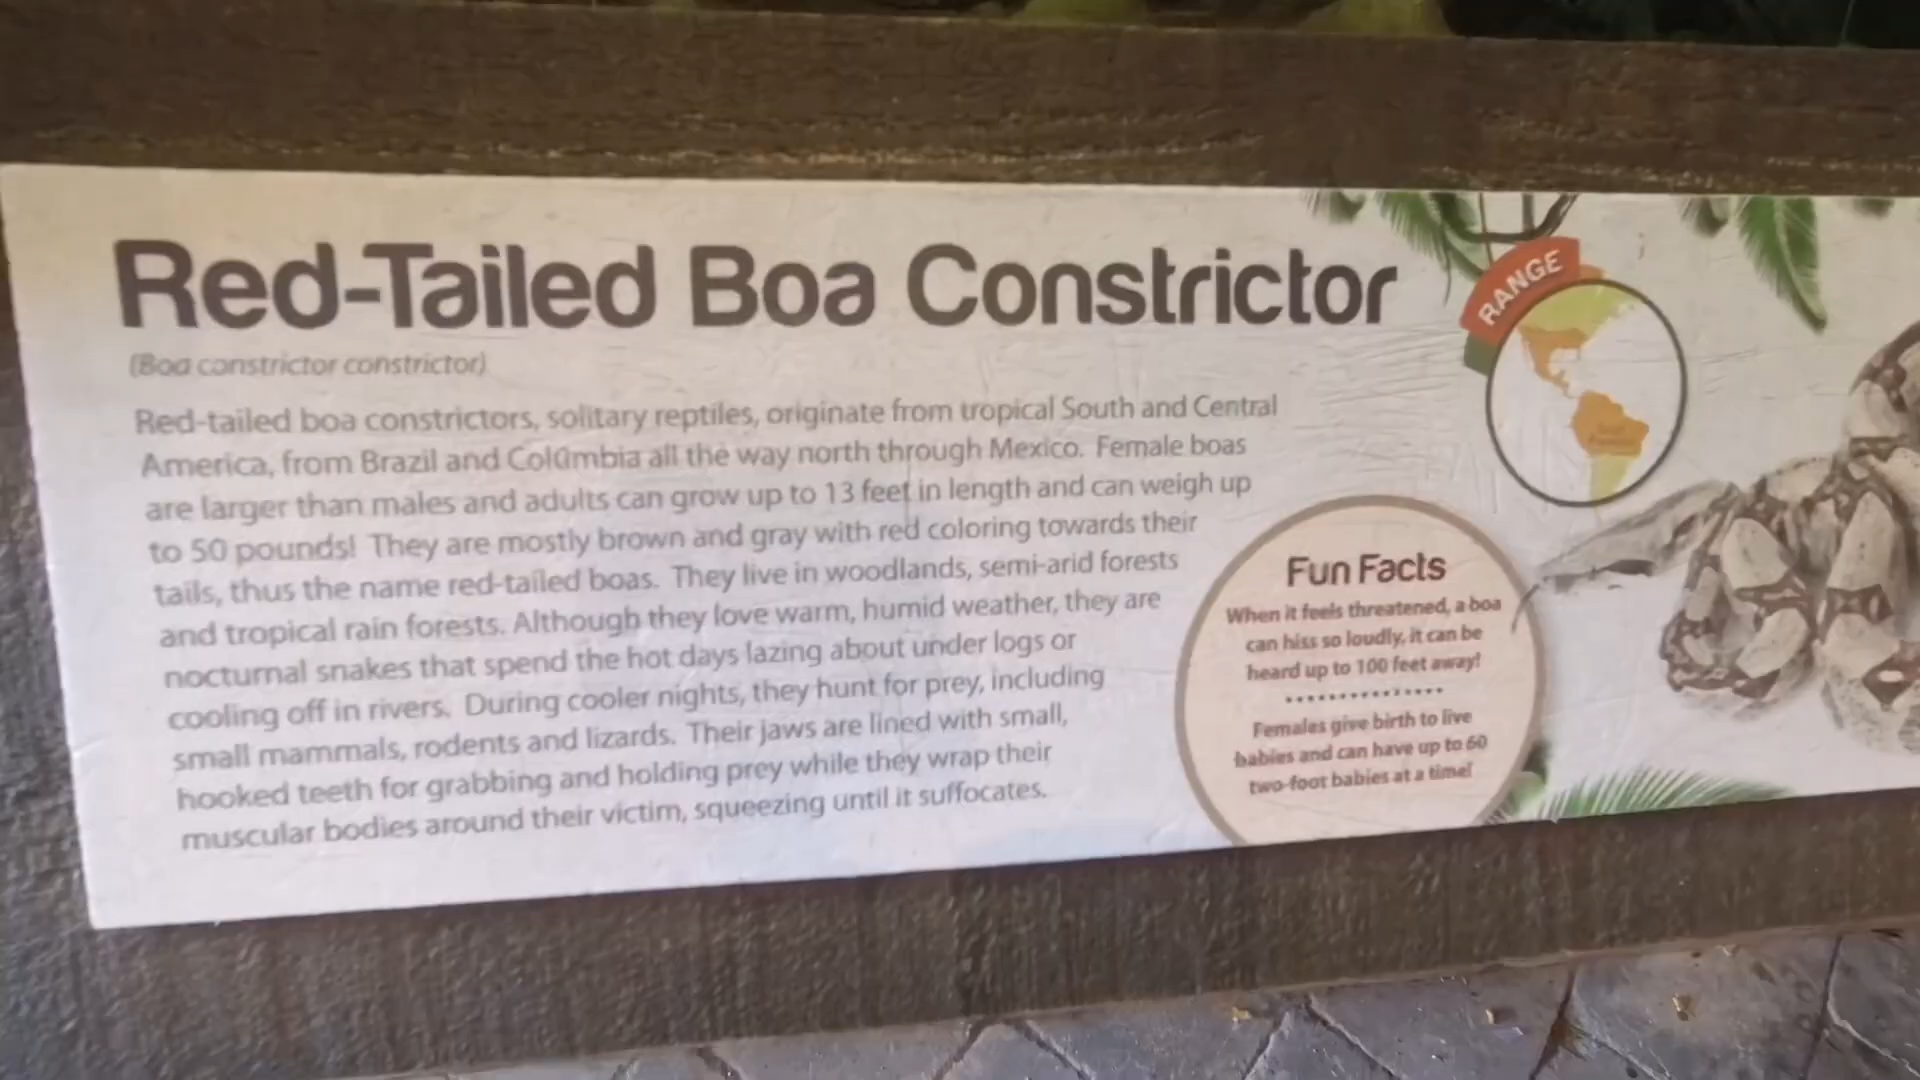 Red-Tailed Boa Constrictor
(Boa constrictor constrictor)
Red-tailed boa constrictors, solitary reptiles, originate from tropical South and Central
America, from Brazil and Columbia all the way north through Mexico. Female boas
are larger than males and adults can grow up to 13 feet in length and can weigh up
to 50 pounds! They are mostly brown and gray with red coloring towards their
tails, thus the name red-tailed boas. They live in woodlands, semi-arid forests
and tropical rain forests. Although they love warm, humid weather, they are
nocturnal snakes that spend the hot days lazing about under logs or
cooling off in rivers. During cooler nights, they hunt for prey, including
small mammals, rodents and lizards. Their jaws are lined with small,
hooked teeth for grabbing and holding prey while they wrap their
muscular bodies around their victim, squeezing until it suffocates.
RANGE
Fun Facts
When it feels threatened, a boa
can hiss so loudly, it can be
heard up to 100 feet away!
Females give birth to live
babies and can have up to 60
two-foot babies at a time!